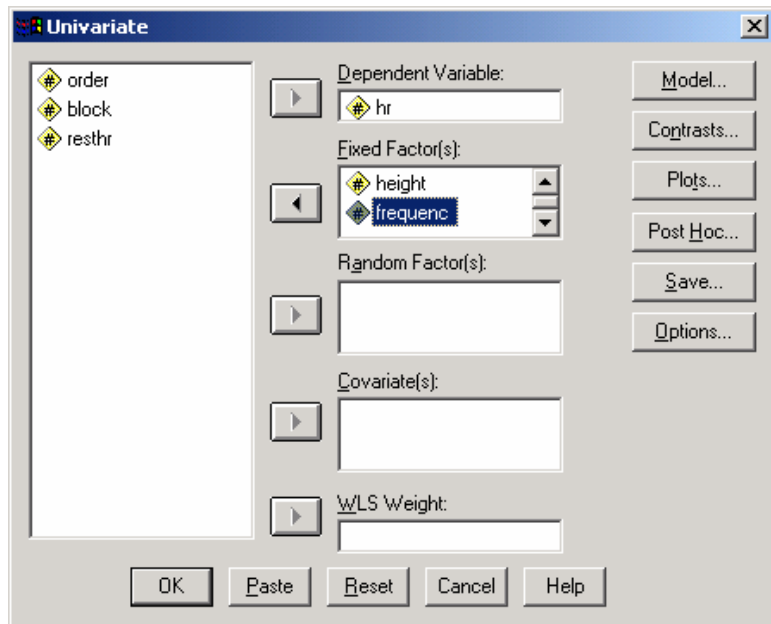 Univariate
order
block
resthr
Dependent Variable:
hr
Fixed Factor(s):
height
frequenc
Random Factor(s):
Covariate(s):
WLS Weight:
Model...
Contrasts...
Plots...
Post Hoc...
Save...
Options...
OK Paste Reset Cancel Help